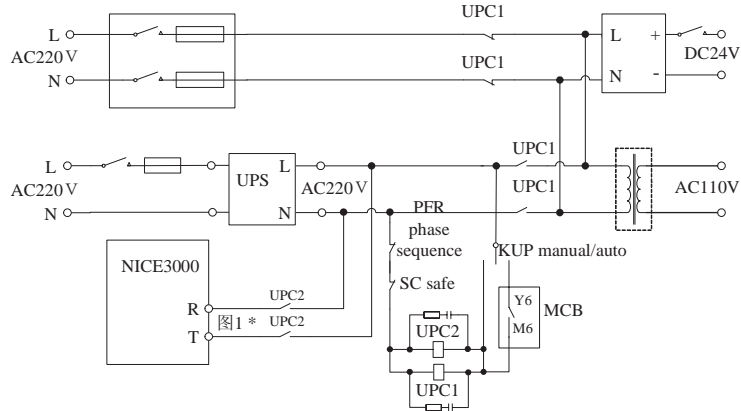 UPC1
L
AC220V
N
UPC1
L
N
+
-
DC24V
L
AC220V
N
UPS
L
N
AC220V
UPC1
UPC1
AC110V
PFR
phase
sequence
KUP manual/auto
SC safe
NICE3000
R
T
UPC2
图1 *
UPC2
Y6
M6
MCB
UPC2
UPC1